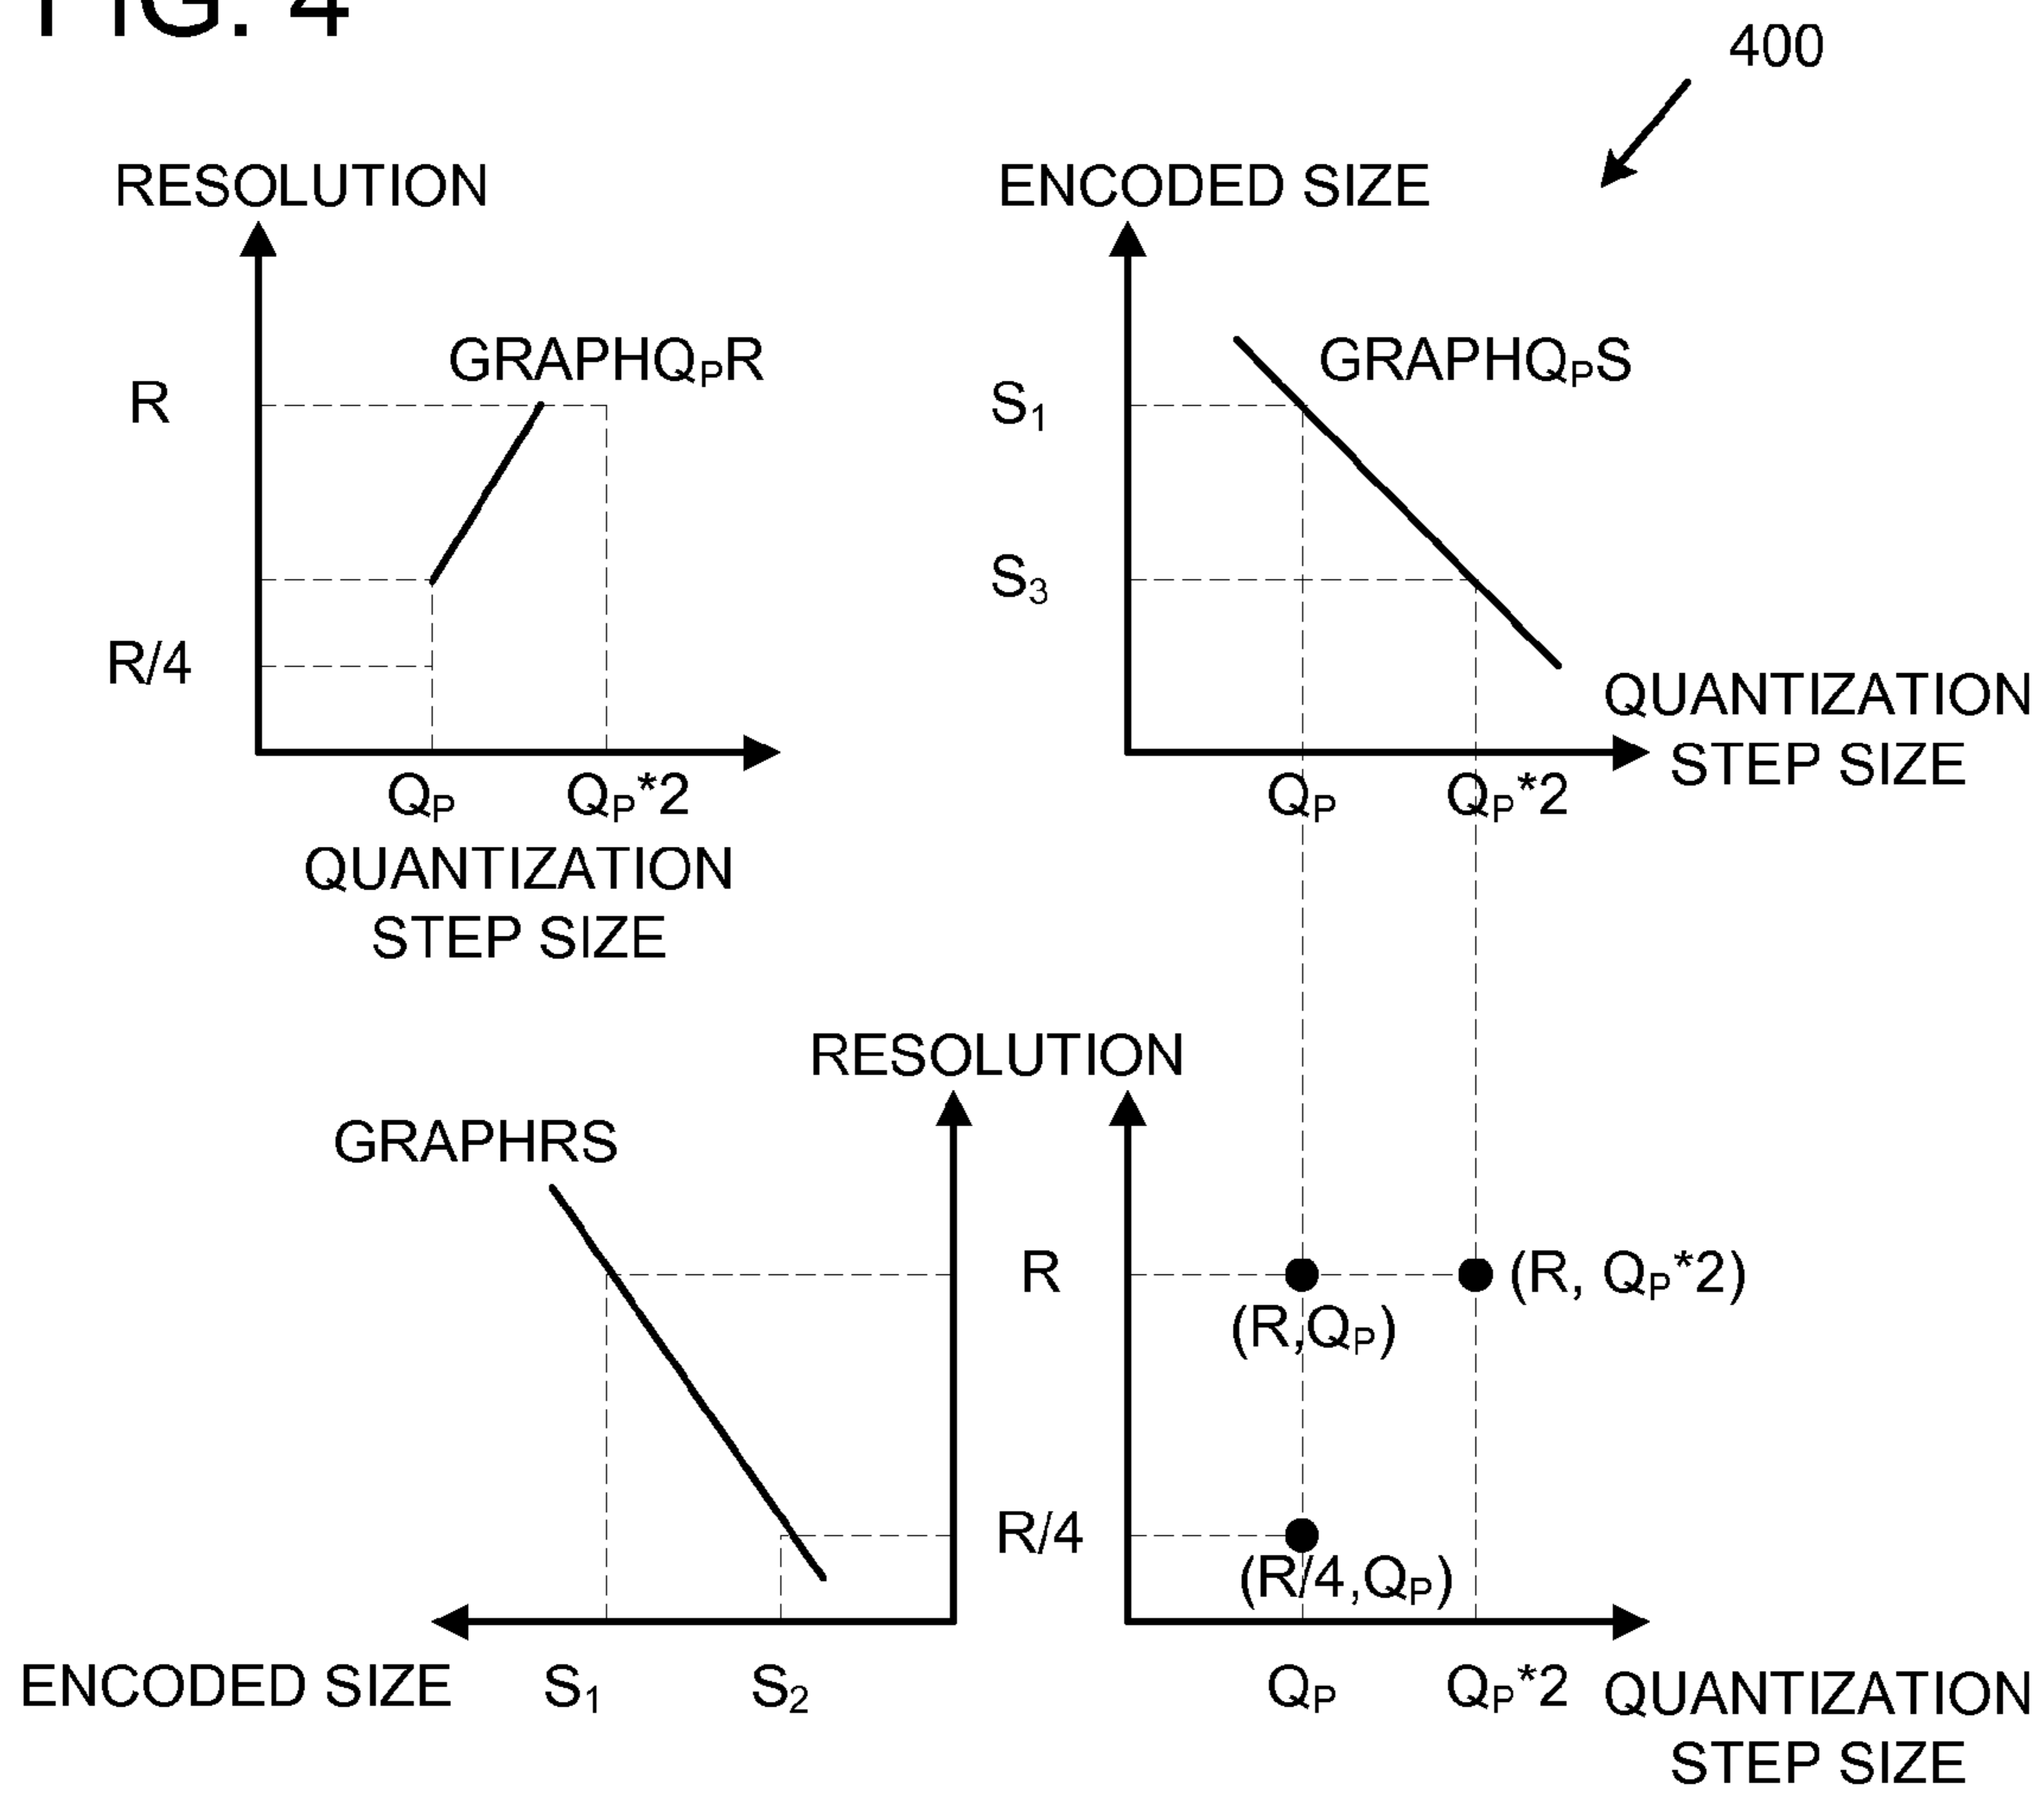 FIG. 4
400
RESOLUTION
GRAPHQPR
R
R/4
QP
QP*2
QUANTIZATION
STEP SIZE
ENCODED SIZE
GRAPHQPS
S1
S3
QP
QP*2
QUANTIZATION
STEP SIZE
RESOLUTION
GRAPHRS
ENCODED SIZE
S1
S2
R
(R, QP*2)
(R,QP)
R/4
(R/4,QP)
QP
QP*2
QUANTIZATION
STEP SIZE